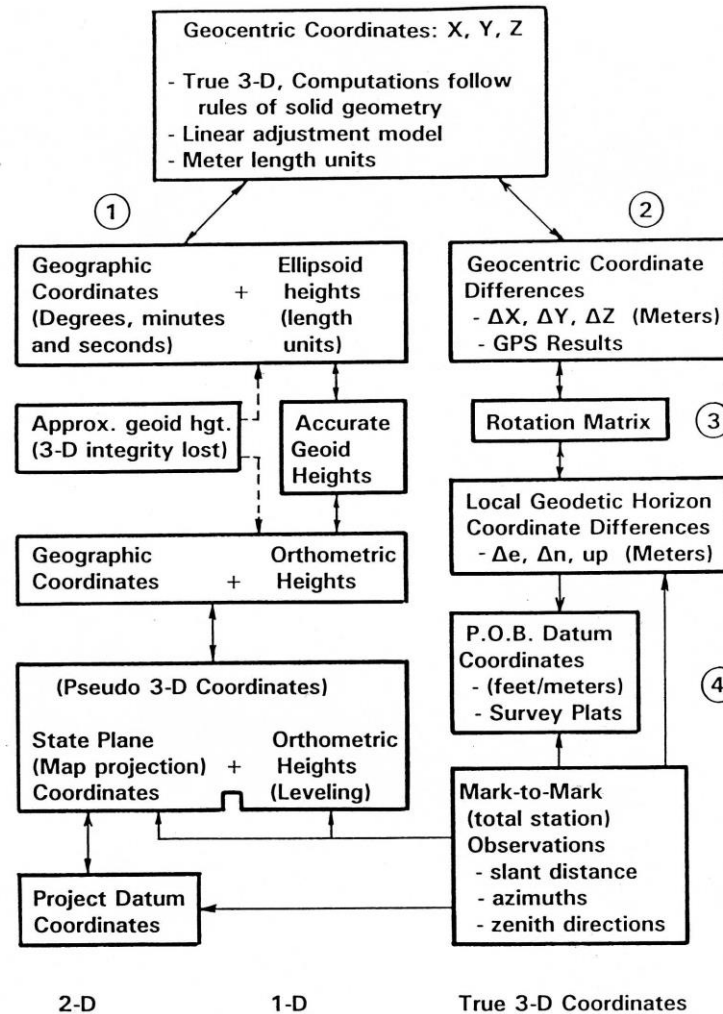 Geocentric Coordinates: X, Y, Z
- True 3-D, Computations follow
rules of solid geometry
- Linear adjustment model
- Meter length units
1
2
Geographic
Coordinates
(Degrees, minutes
and seconds)
+
Ellipsoid
heights
(length
units)
Geocentric Coordinate
Differences
- ΔX, ΔY, ΔZ (Meters)
- GPS Results
Approx. geoid hgt.
(3-D integrity lost)
Accurate
Geoid
Heights
Rotation Matrix
3
Local Geodetic Horizon
Coordinate Differences
- Δe, Δn, up (Meters)
Geographic
Coordinates
+
Orthometric
Heights
P.O.B. Datum
Coordinates
- (feet/meters)
- Survey Plats
4
(Pseudo 3-D Coordinates)
State Plane
(Map projection)
Coordinates
+
Orthometric
Heights
(Leveling)
Mark-to-Mark
(total station)
Observations
- slant distance
- azimuths
- zenith directions
Project Datum
Coordinates
2-D
1-D
True 3-D Coordinates